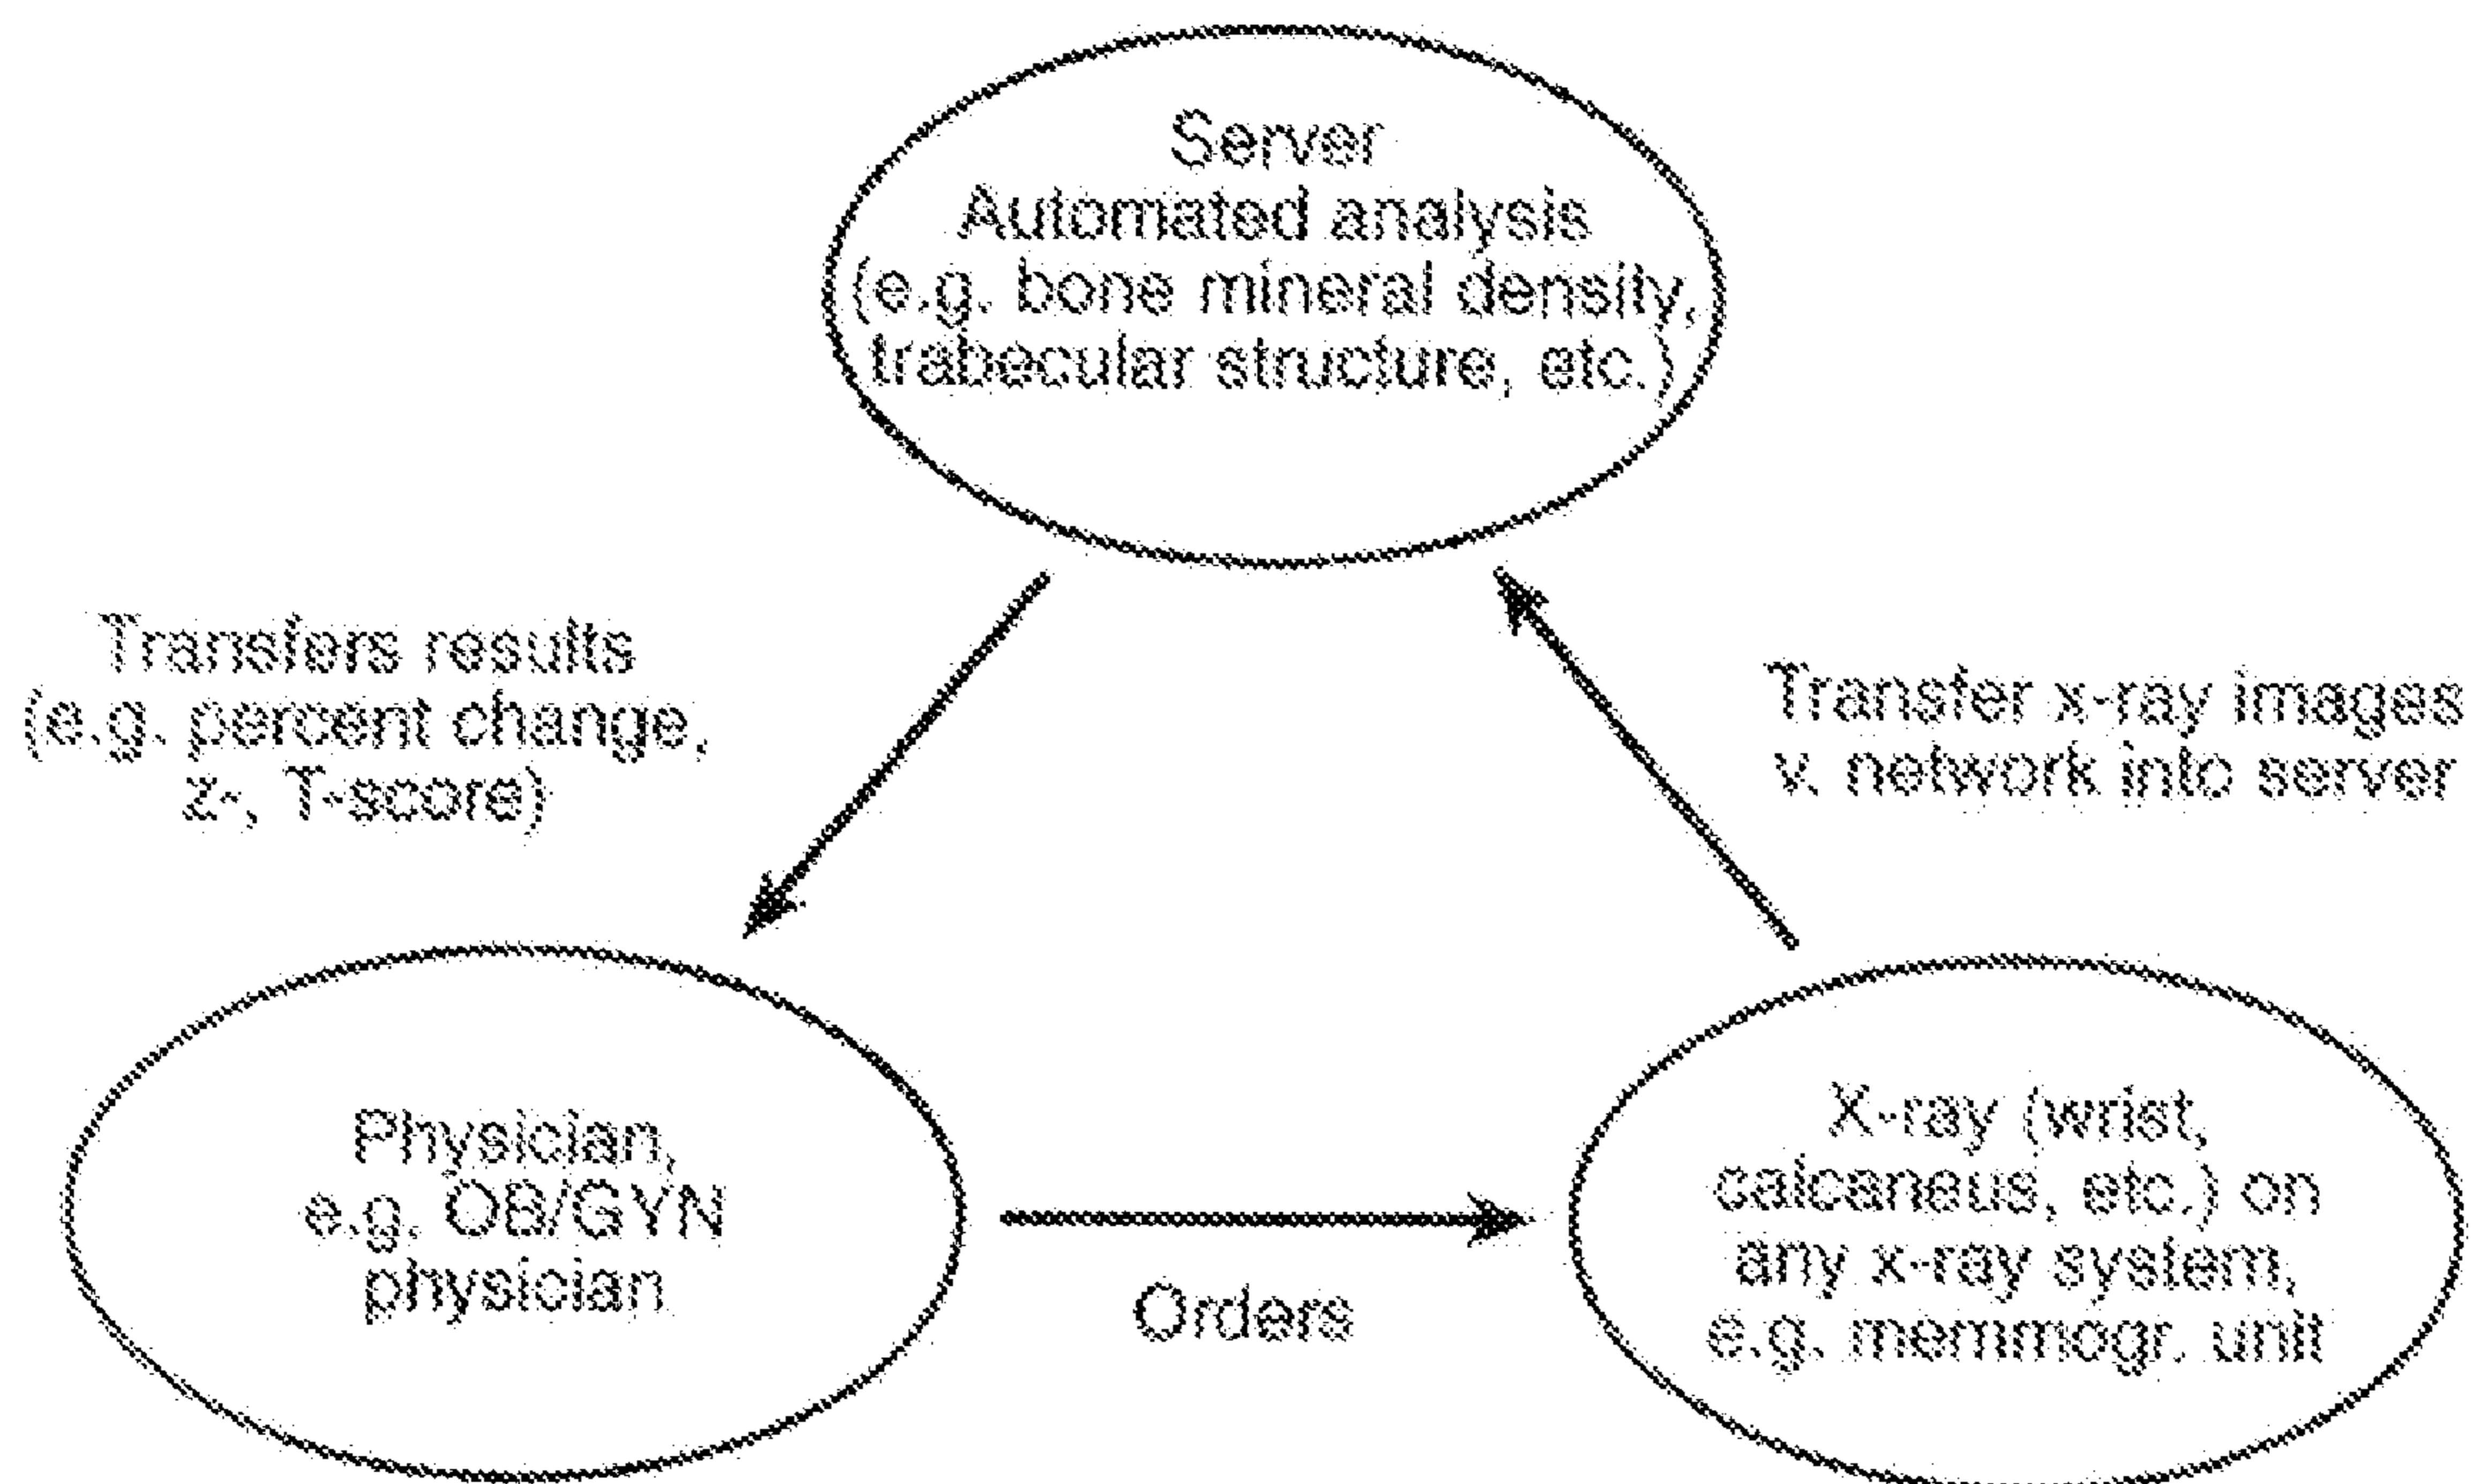 Server
Automated analysis
(e.g. bone mineral density,
trabecular structure, etc.)
Transfers results
(e.g. percent change,
z-, T-score)
Transfer x-ray images
v. network into server
Physician,
e.g. OB/GYN
physician
Orders
X-ray (wrist,
calcaneus, etc.) on
any x-ray system,
e.g. memmogr. unit